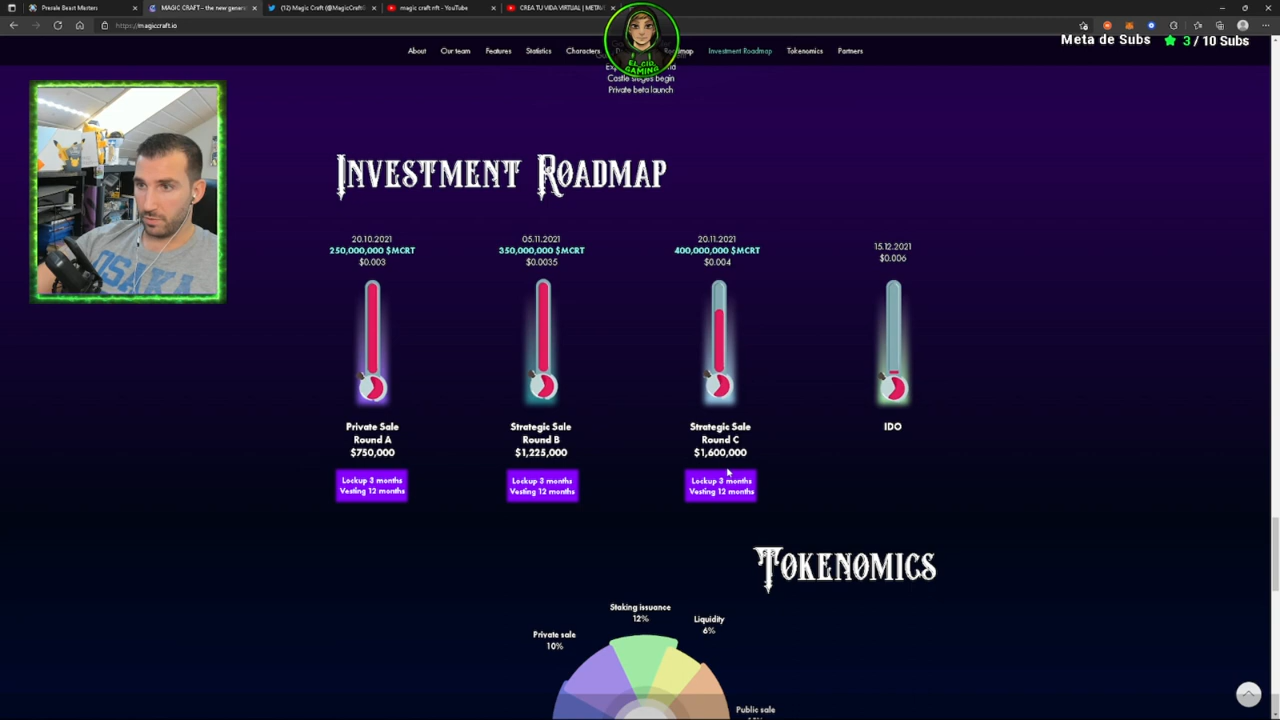 Presale Beast Masters
MAGIC CRAFT – the new gener
(12) Magic Craft (@MagicCraft
magic craft nft - YouTube
CREA TU VIDA VIRTUAL | METAV
https://magiccraft.io
Meta de Subs
3 / 10 Subs
About
Our team
Features
Statistics
Characters
Investment Roadmap
Tokenomics
Partners
EL CID
GAMING
Castle sieges begin
Private beta launch
OSAKA
INVESTMENT ROADMAP
20.10.2021
250,000,000 $MCRT
$0.003
05.11.2021
350,000,000 $MCRT
$0.0035
20.11.2021
400,000,000 $MCRT
$0.004
15.12.2021
$0.006
Private Sale
Round A
$750,000
Strategic Sale
Round B
$1,225,000
Strategic Sale
Round C
$1,600,000
IDO
Lockup 3 months
Vesting 12 months
Lockup 3 months
Vesting 12 months
Lockup 3 months
Vesting 12 months
TOKENOMICS
Staking issuance
12%
Liquidity
6%
Private sale
10%
Public sale